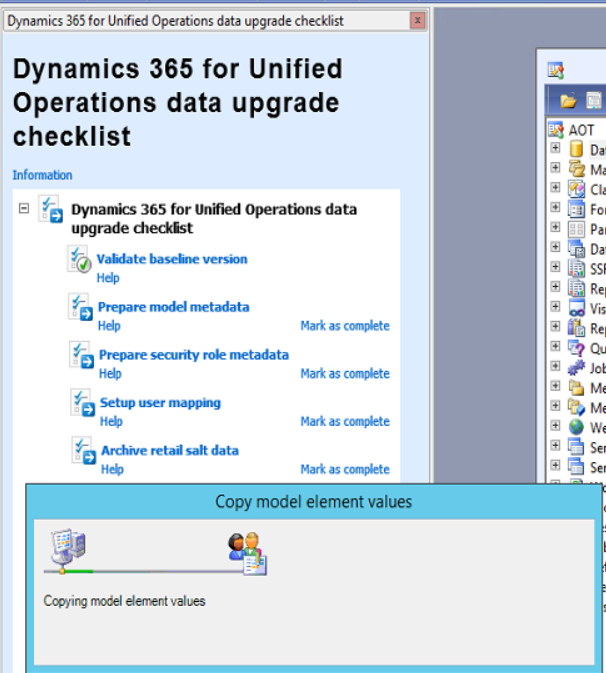 Dynamics 365 for Unified Operations data upgrade checklist
x
Dynamics 365 for Unified
Operations data upgrade
checklist
Information
Dynamics 365 for Unified Operations data
upgrade checklist
Validate baseline version
Help
Prepare model metadata
Help Mark as complete
Prepare security role metadata
Help Mark as complete
Setup user mapping
Help Mark as complete
Archive retail salt data
Help Mark as complete
Copy model element values
Copying model element values
AOT
Da
Ma
Cla
For
Par
Dat
SSR
Rep
Vis
Rep
Qu
Job
Me
Me
We
Ser
Ser